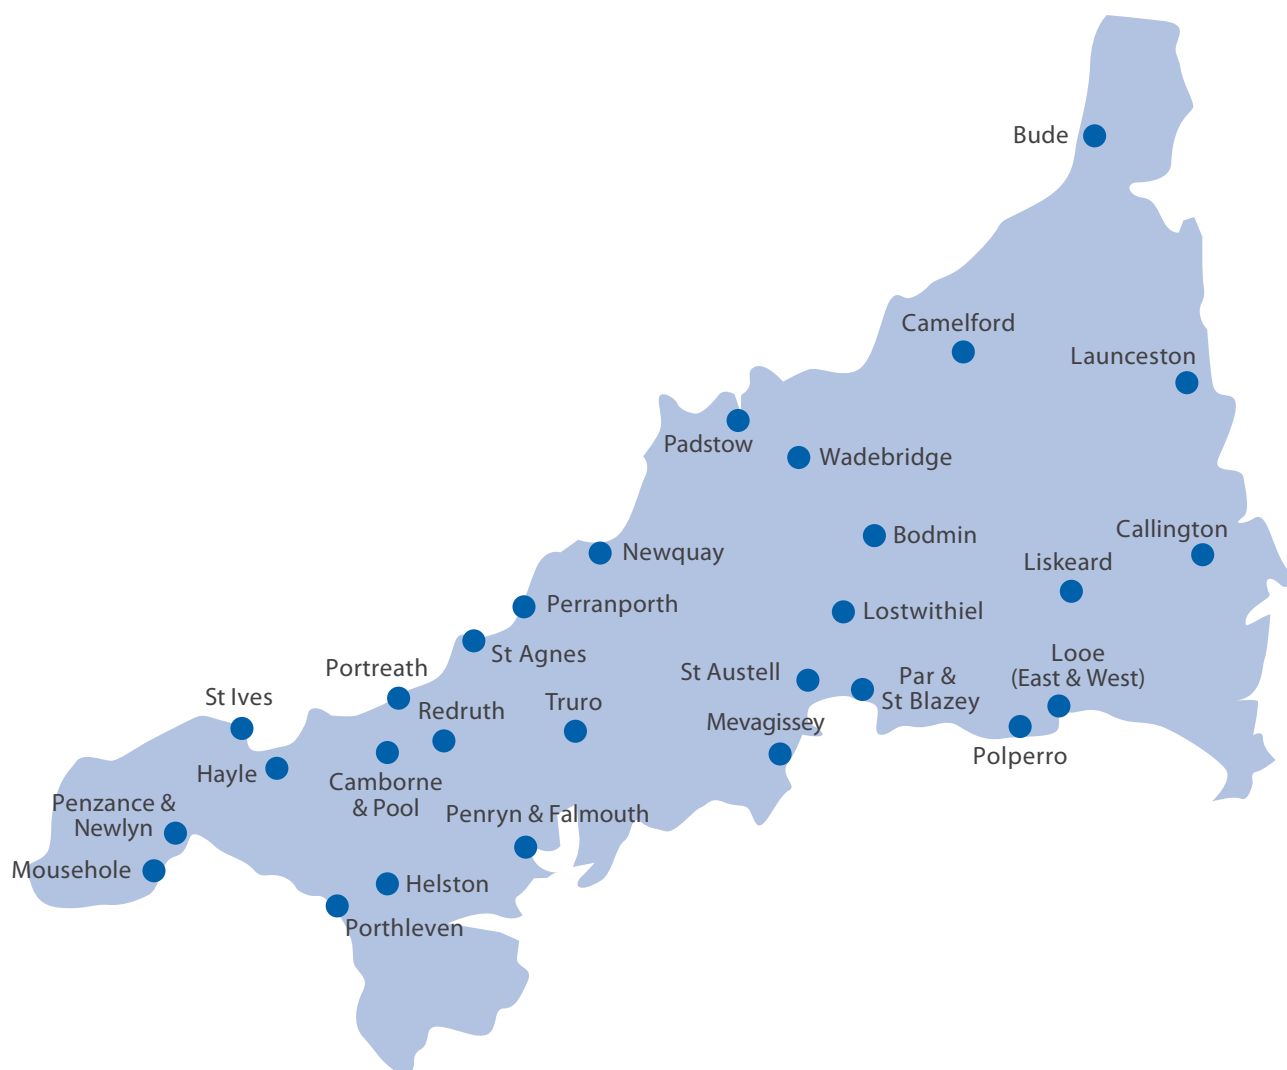 Bude
Camelford
Launceston
Padstow
Wadebridge
Callington
Bodmin
Newquay
Liskeard
Perranporth
Lostwithiel
St Agnes
Looe
(East & West)
Portreath
St Austell
Par &
St Blazey
St Ives
Truro
Redruth
Mevagissey
Polperro
Hayle
Camborne
& Pool
Penzance &
Newlyn
Penryn & Falmouth
Mousehole
Helston
Porthleven